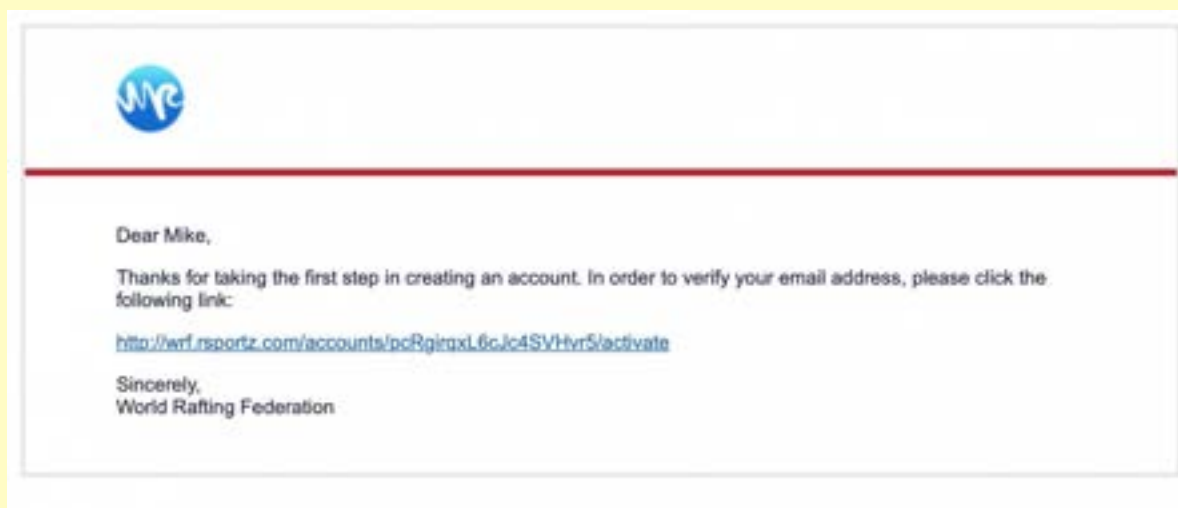 Dear Mike,
Thanks for taking the first step in creating an account. In order to verify your email address, please click the
following link:
http://wrf.rsportz.com/accounts/pcRgirqxL6cJc4SVHvr5/activate
Sincerely,
World Rafting Federation